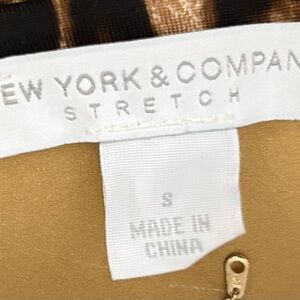 EW YORK & COMPAN
STRETCH
S
MADE IN
CHINA